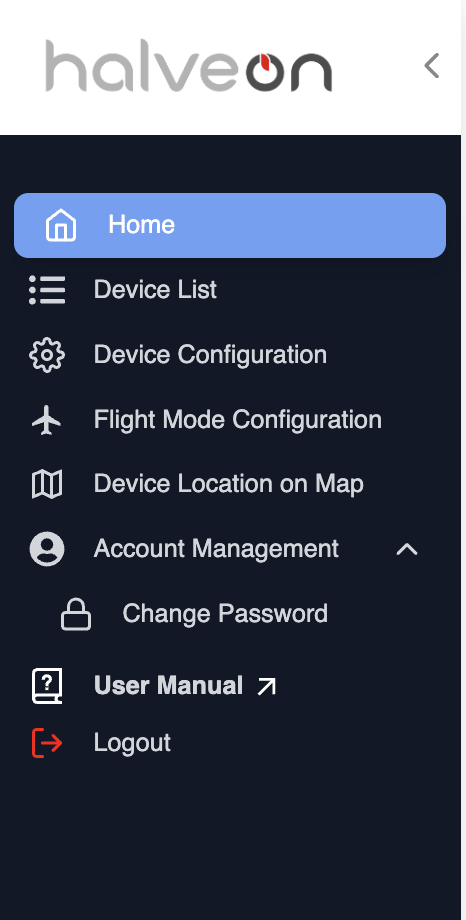 halveon
Home
Device List
Device Configuration
Flight Mode Configuration
Device Location on Map
Account Management
Change Password
User Manual
Logout